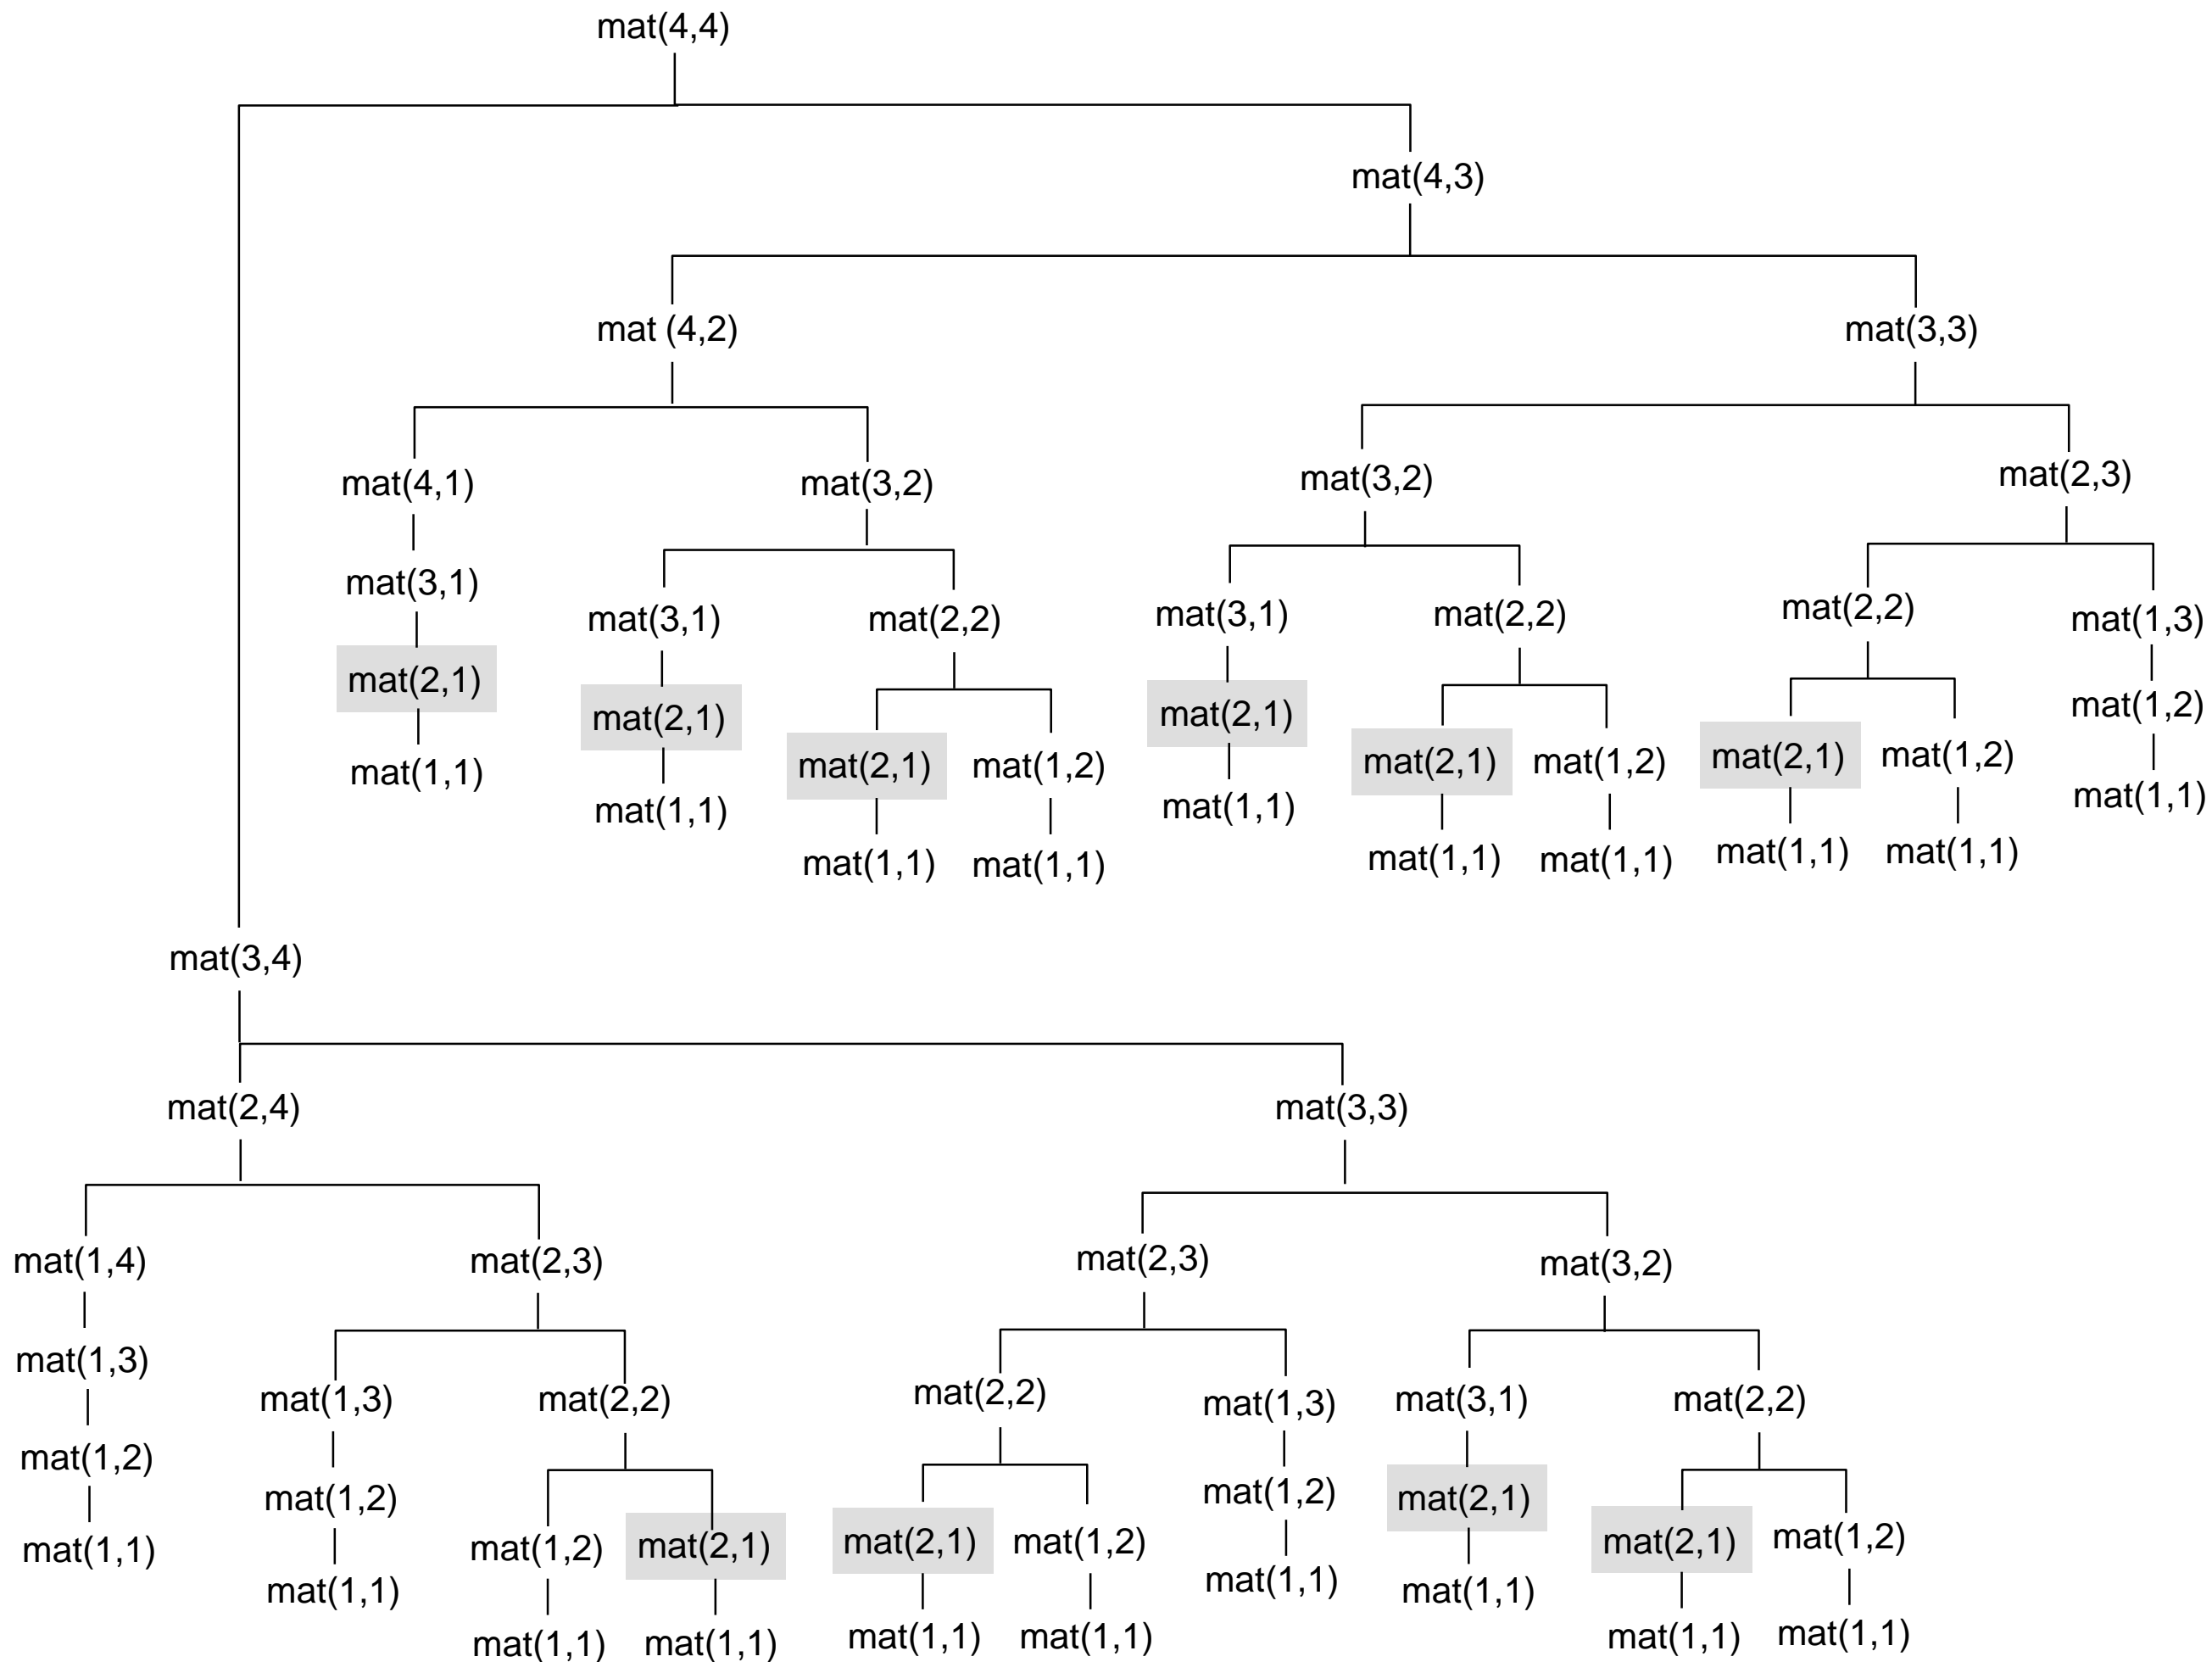 mat(4,4)
mat(4,3)
mat (4,2)
mat(3,3)
mat(4,1)
mat(3,2)
mat(3,2)
mat(2,3)
mat(3,1)
mat(3,1)
mat(2,2)
mat(3,1)
mat(2,2)
mat(2,2)
mat(1,3)
mat(2,1)
mat(2,1)
mat(2,1)
mat(1,2)
mat(2,1)
mat(2,1)
mat(1,2)
mat(2,1)
mat(1,2)
mat(1,2)
mat(1,1)
mat(1,1)
mat(1,1)
mat(1,1)
mat(1,1)
mat(1,1)
mat(1,1)
mat(1,1)
mat(1,1)
mat(1,1)
mat(3,4)
mat(2,4)
mat(3,3)
mat(1,4)
mat(2,3)
mat(2,3)
mat(3,2)
mat(1,3)
mat(1,3)
mat(2,2)
mat(2,2)
mat(1,3)
mat(3,1)
mat(2,2)
mat(1,2)
mat(1,2)
mat(1,2)
mat(2,1)
mat(2,1)
mat(1,2)
mat(1,2)
mat(2,1)
mat(2,1)
mat(1,2)
mat(1,1)
mat(1,1)
mat(1,1)
mat(1,1)
mat(1,1)
mat(1,1)
mat(1,1)
mat(1,1)
mat(1,1)
mat(1,1)